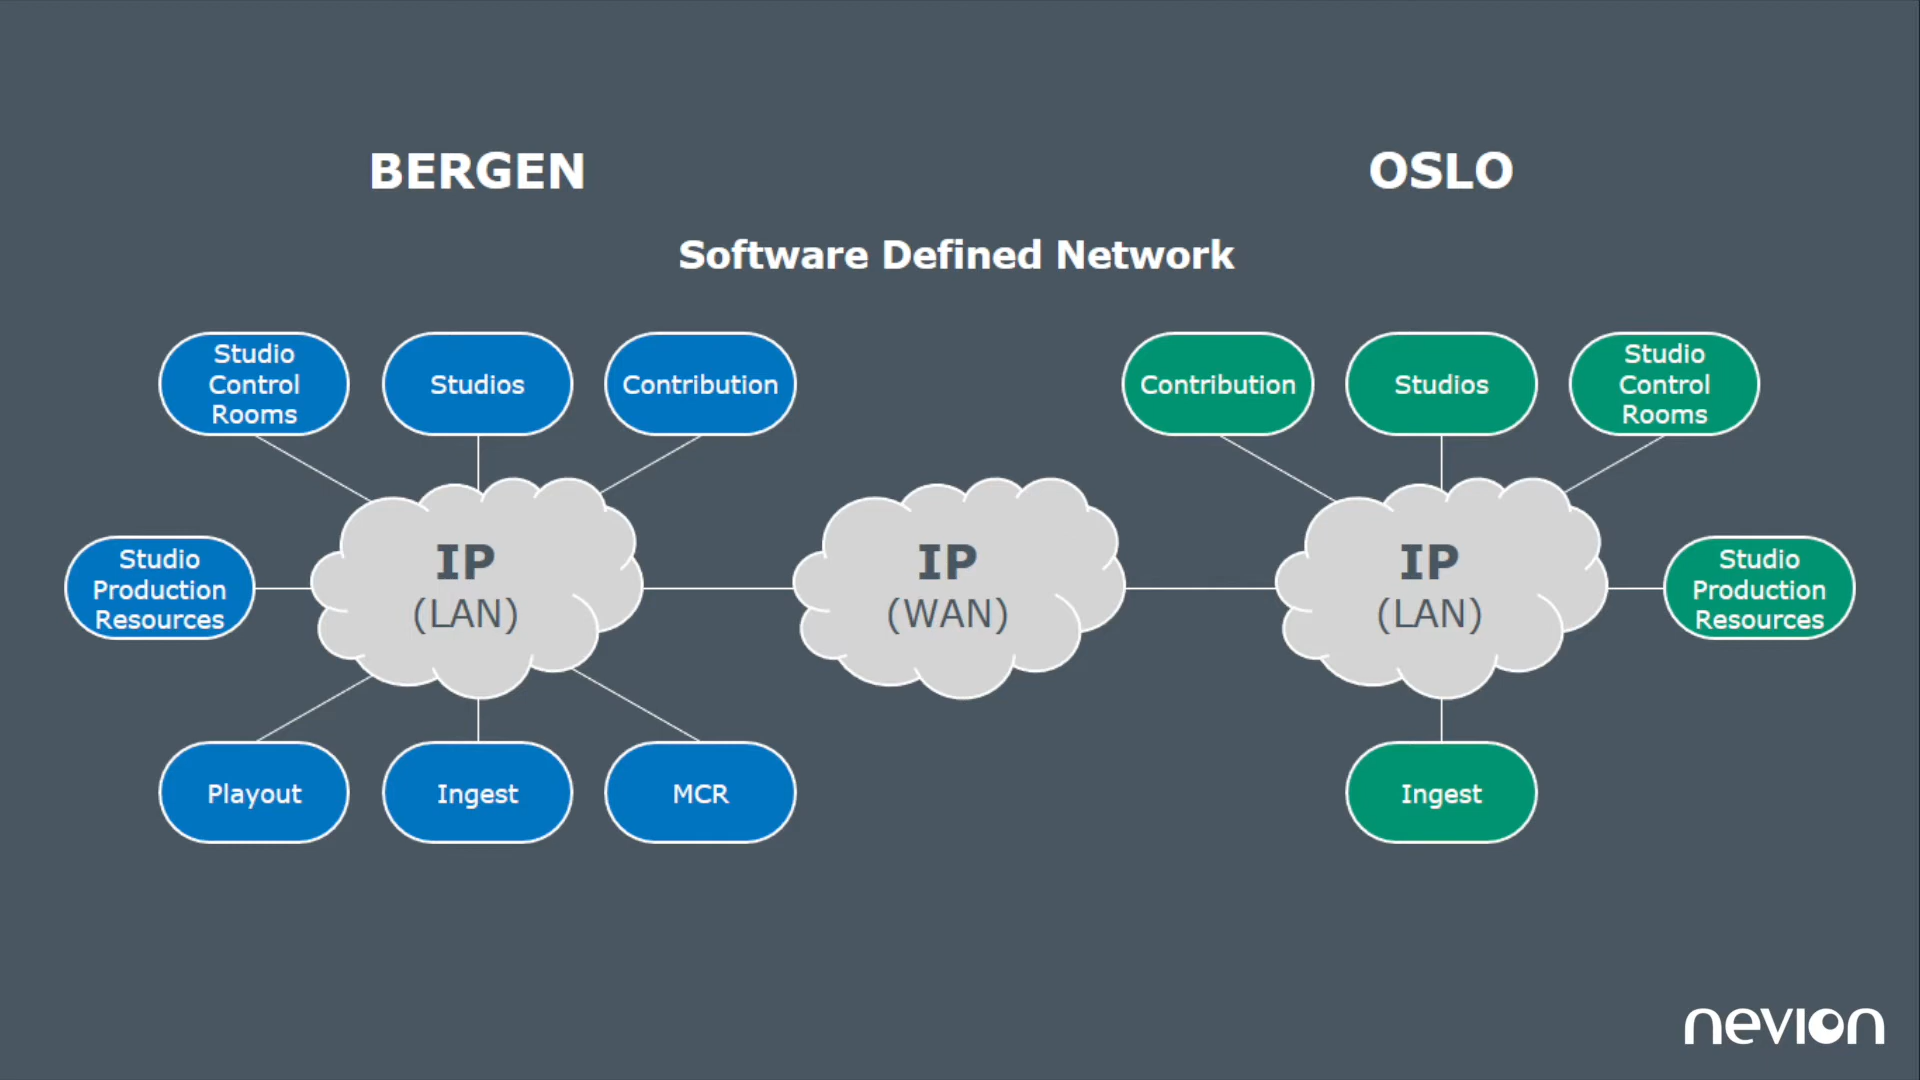 BERGEN
OSLO
Software Defined Network
Studio
Control
Rooms
Studios
Contribution
Contribution
Studios
Studio
Control
Rooms
Studio
Production
Resources
IP
(LAN)
IP
(WAN)
IP
(LAN)
Studio
Production
Resources
Playout
Ingest
MCR
Ingest
nevion